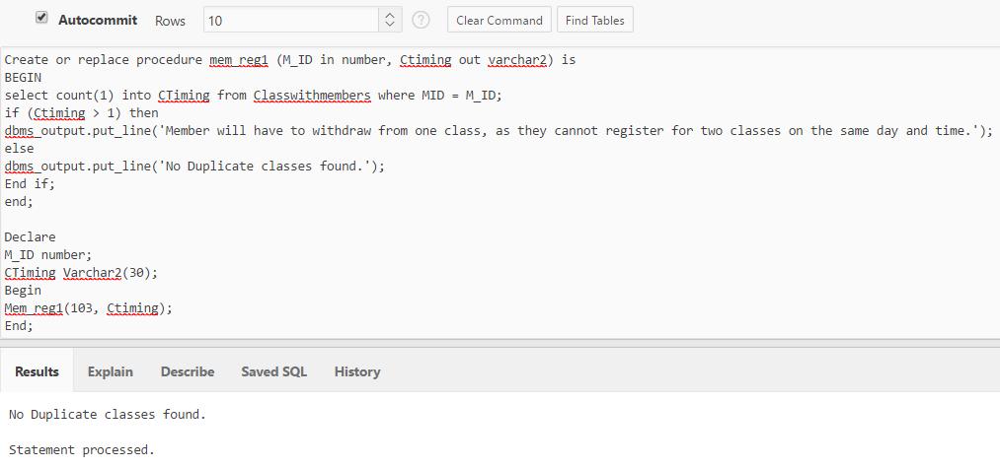 Autocommit Rows 10 ? Clear Command Find Tables
Create or replace procedure mem_reg1 (M_ID in number, Ctiming out varchar2) is
BEGIN
select count(1) into CTiming from Classwithmembers where MID = M_ID;
if (Ctiming > 1) then
dbms_output.put_line('Member will have to withdraw from one class, as they cannot register for two classes on the same day and time.');
else
dbms_output.put_line('No Duplicate classes found.');
End if;
end;
Declare
M_ID number;
CTiming Varchar2(30);
Begin
Mem_reg1(103, Ctiming);
End;
Results Explain Describe Saved SQL History
No Duplicate classes found.
Statement processed.